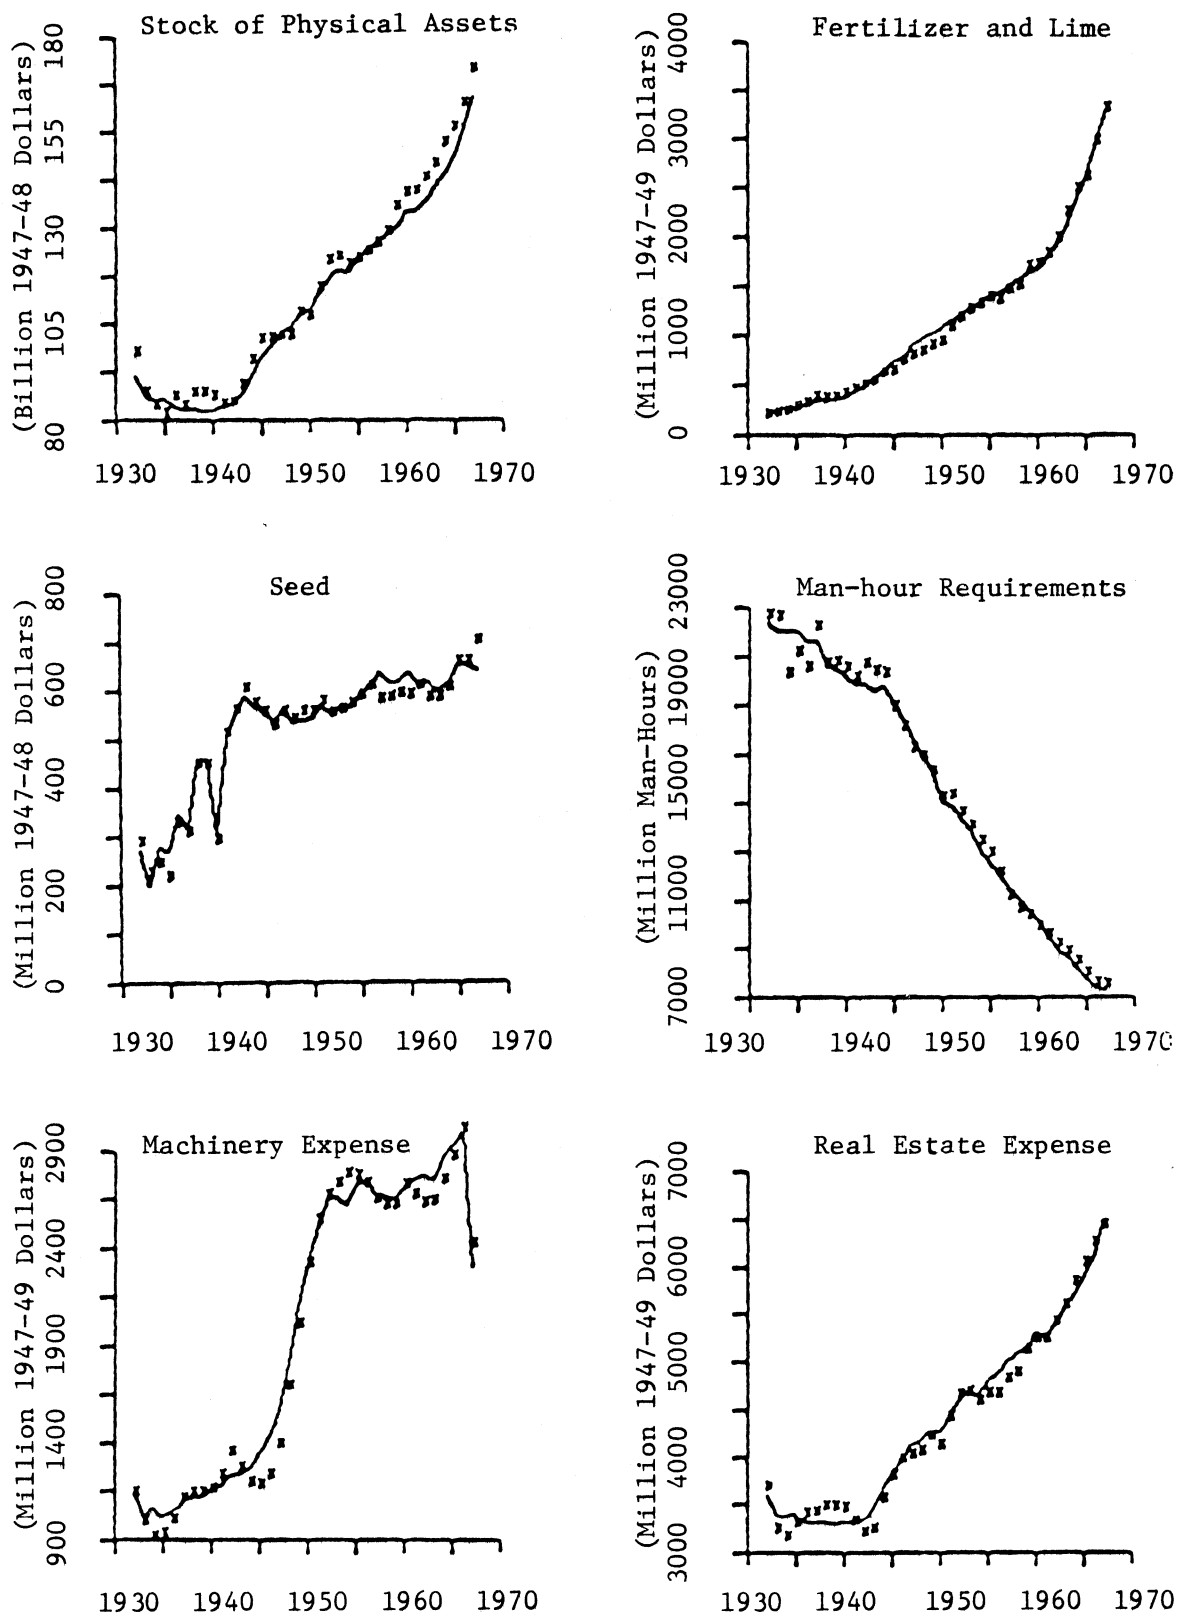 Stock of Physical Assets
(Billion 1947-48 Dollars)
180
155
130
105
80
1930 1940 1950 1960 1970
Fertilizer and Lime
(Million 1947-49 Dollars)
4000
3000
2000
1000
0
1930 1940 1950 1960 1970
Seed
(Million 1947-48 Dollars)
800
600
400
200
0
1930 1940 1950 1960 1970
Man-hour Requirements
(Million Man-Hours)
23000
19000
15000
11000
7000
1930 1940 1950 1960 1970
Machinery Expense
(Million 1947-49 Dollars)
2900
2400
1900
1400
900
1930 1940 1950 1960 1970
Real Estate Expense
(Million 1947-49 Dollars)
7000
6000
5000
4000
3000
1930 1940 1950 1960 1970